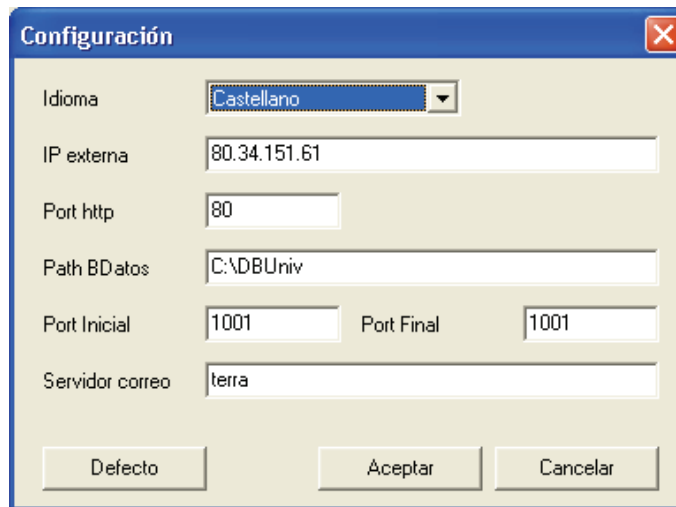 Configuración
Idioma Castellano
IP externa 80.34.151.61
Port http 80
Path BDatos C:\DBUniv
Port Inicial 1001 Port Final 1001
Servidor correo terra
Defecto Aceptar Cancelar